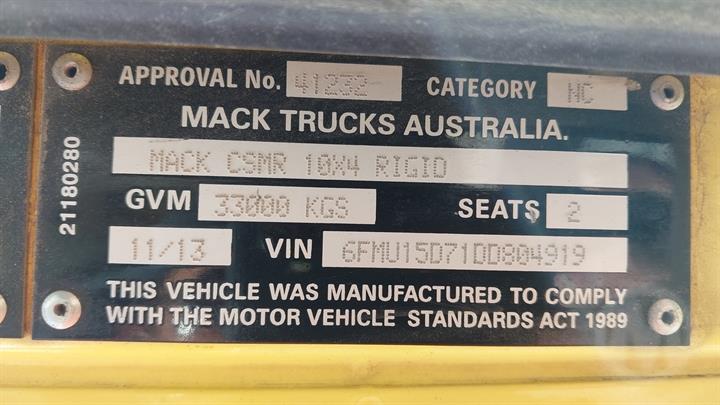 APPROVAL No. 41232 CATEGORY NC
MACK TRUCKS AUSTRALIA.
MACK CSMR 10X4 RIGID
GVM 33000 KGS SEATS 2
11/13 VIN 6FMU15D71DD804919
THIS VEHICLE WAS MANUFACTURED TO COMPLY
WITH THE MOTOR VEHICLE STANDARDS ACT 1989
21180280